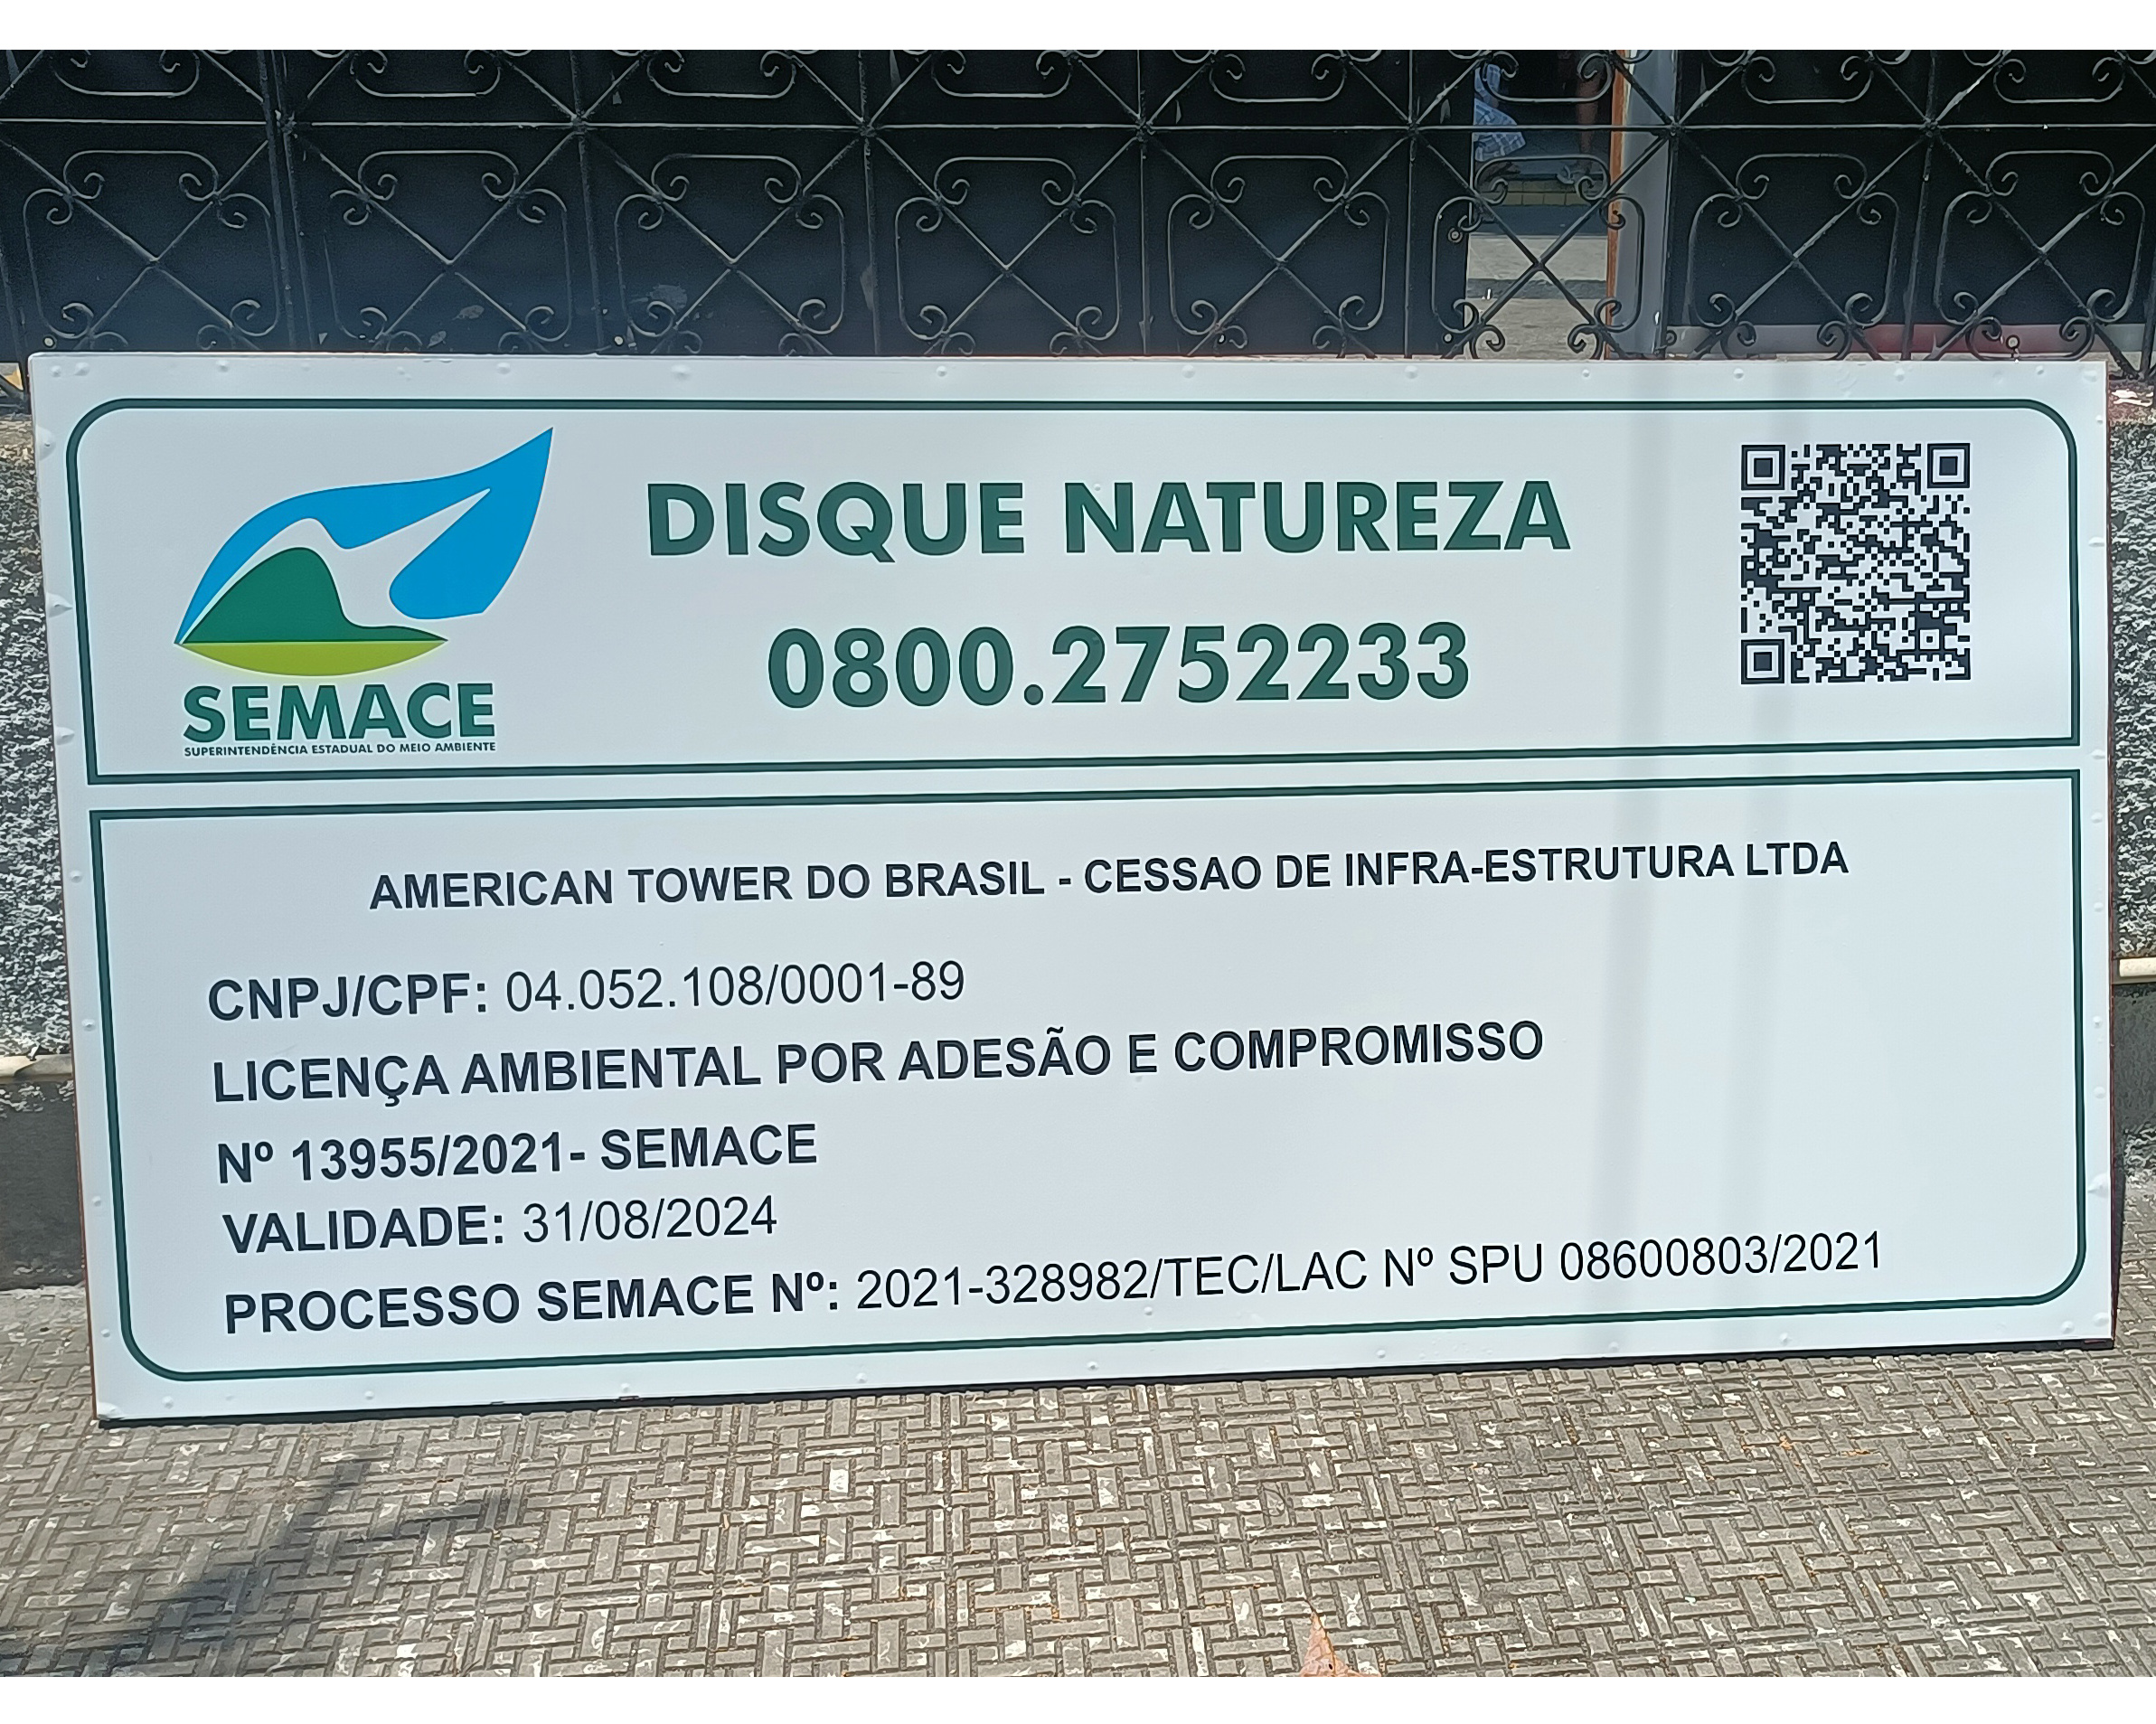 DISQUE NATUREZA
0800.2752233
SEMACE
SUPERINTENDÊNCIA ESTADUAL DO MEIO AMBIENTE
AMERICAN TOWER DO BRASIL - CESSAO DE INFRA-ESTRUTURA LTDA
CNPJ/CPF: 04.052.108/0001-89
LICENÇA AMBIENTAL POR ADESÃO E COMPROMISSO
Nº 13955/2021- SEMACE
VALIDADE: 31/08/2024
PROCESSO SEMACE Nº: 2021-328982/TEC/LAC Nº SPU 08600803/2021